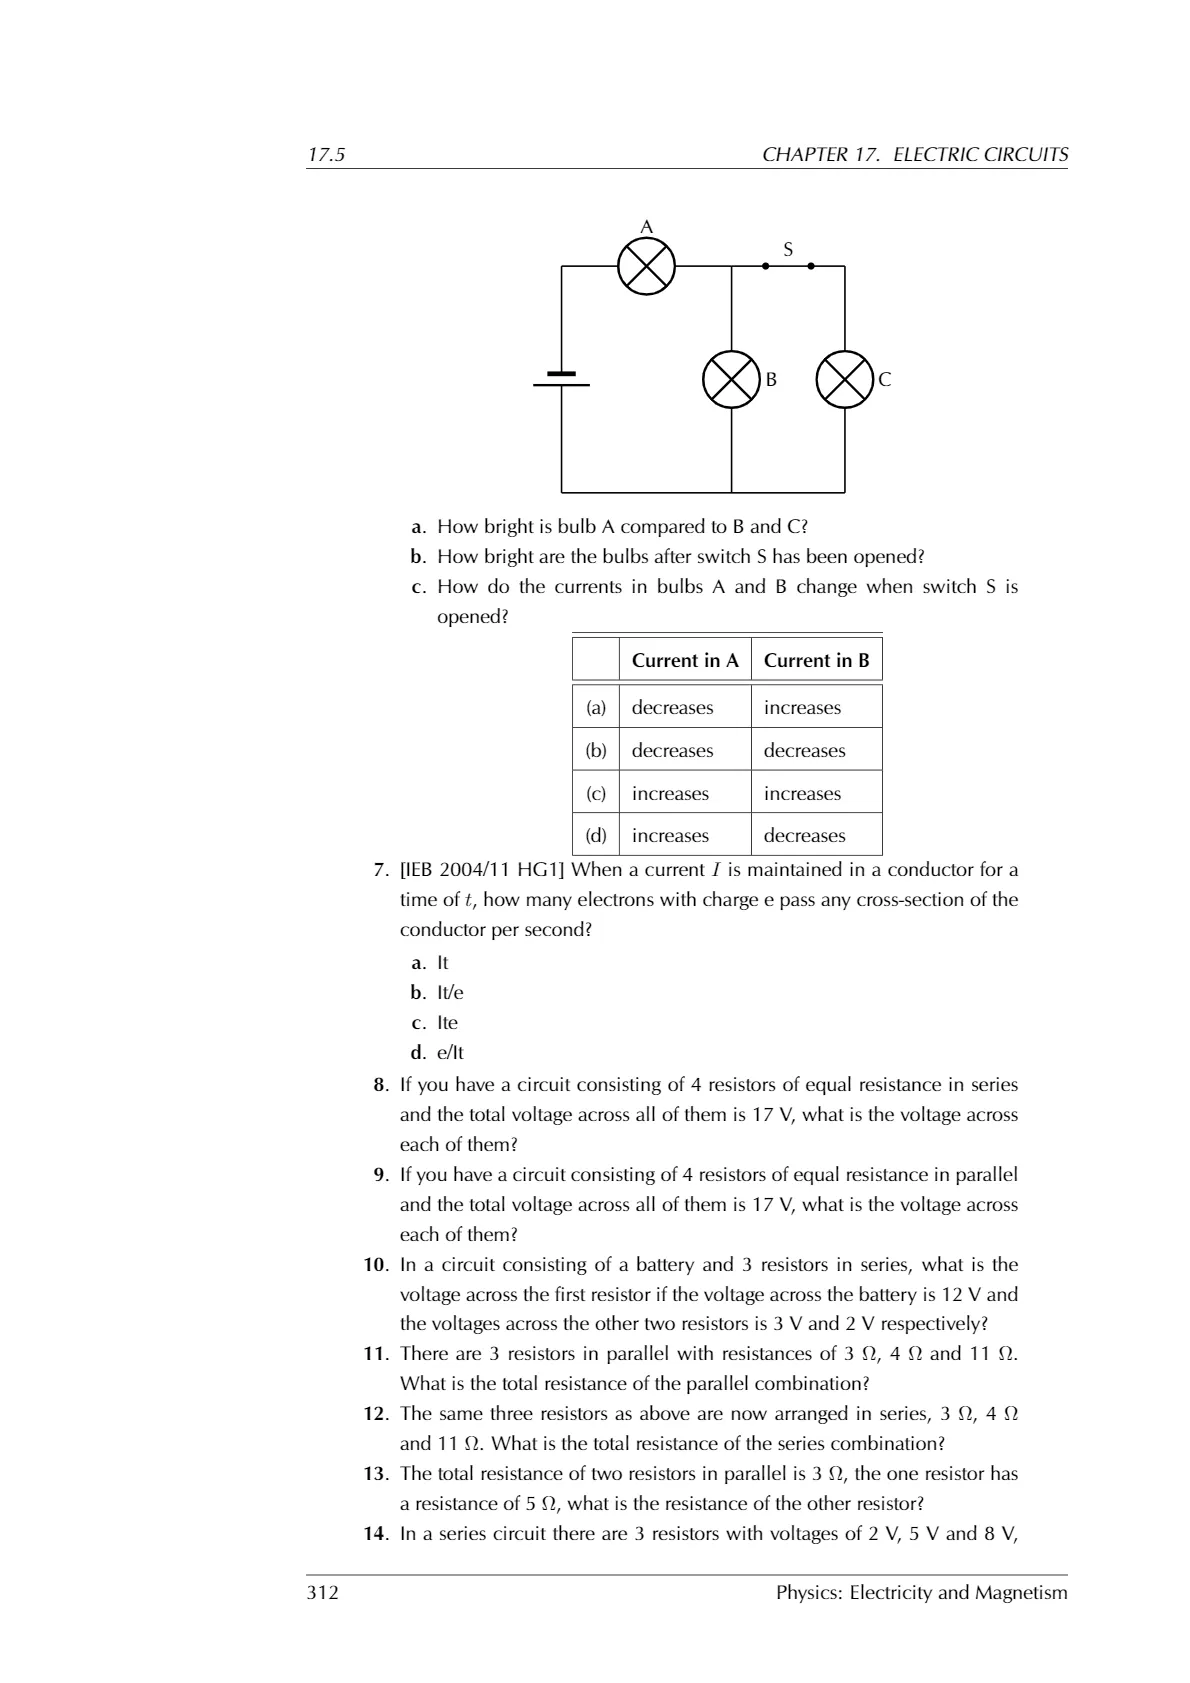 17.5 CHAPTER 17. ELECTRIC CIRCUITS
A
S
B
C
a. How bright is bulb A compared to B and C?
b. How bright are the bulbs after switch S has been opened?
c. How do the currents in bulbs A and B change when switch S is
opened?
Current in A Current in B
(a) decreases increases
(b) decreases decreases
(c) increases increases
(d) increases decreases
7. [IEB 2004/11 HG1] When a current I is maintained in a conductor for a
time of t, how many electrons with charge e pass any cross-section of the
conductor per second?
a. It
b. It/e
c. Ite
d. e/It
8. If you have a circuit consisting of 4 resistors of equal resistance in series
and the total voltage across all of them is 17 V, what is the voltage across
each of them?
9. If you have a circuit consisting of 4 resistors of equal resistance in parallel
and the total voltage across all of them is 17 V, what is the voltage across
each of them?
10. In a circuit consisting of a battery and 3 resistors in series, what is the
voltage across the first resistor if the voltage across the battery is 12 V and
the voltages across the other two resistors is 3 V and 2 V respectively?
11. There are 3 resistors in parallel with resistances of 3 Ω, 4 Ω and 11 Ω.
What is the total resistance of the parallel combination?
12. The same three resistors as above are now arranged in series, 3 Ω, 4 Ω
and 11 Ω. What is the total resistance of the series combination?
13. The total resistance of two resistors in parallel is 3 Ω, the one resistor has
a resistance of 5 Ω, what is the resistance of the other resistor?
14. In a series circuit there are 3 resistors with voltages of 2 V, 5 V and 8 V,
312 Physics: Electricity and Magnetism